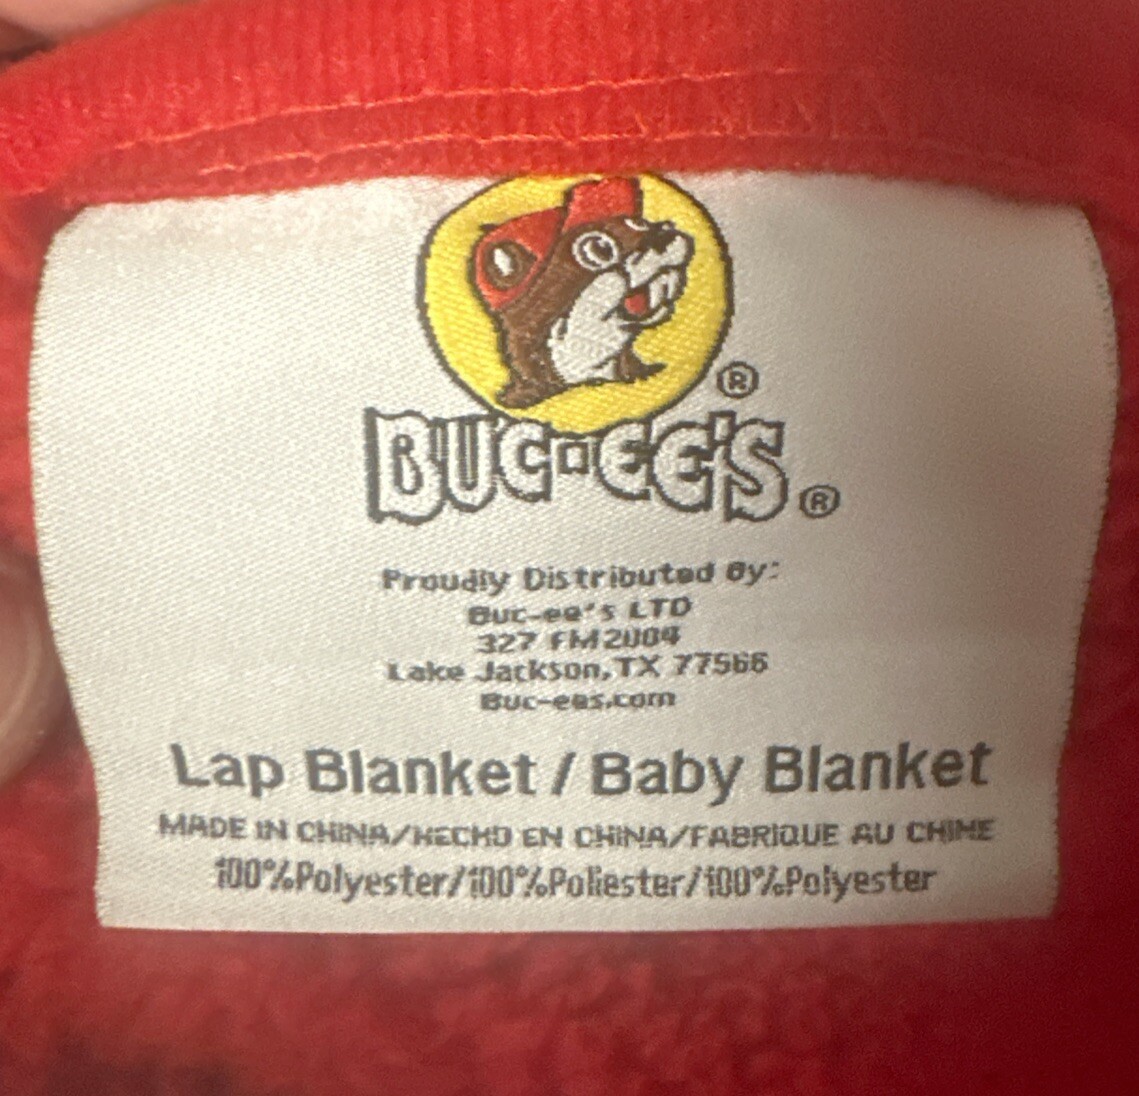 ®
BUC-EE'S®
Proudly Distributed By:
Buc-ee's LTD
327 FM2004
Lake Jackson,TX 77566
Buc-ees.com
Lap Blanket / Baby Blanket
MADE IN CHINA/HECHO EN CHINA/FABRIQUE AU CHINE
100%Polyester/100%Poliester/100%Polyester